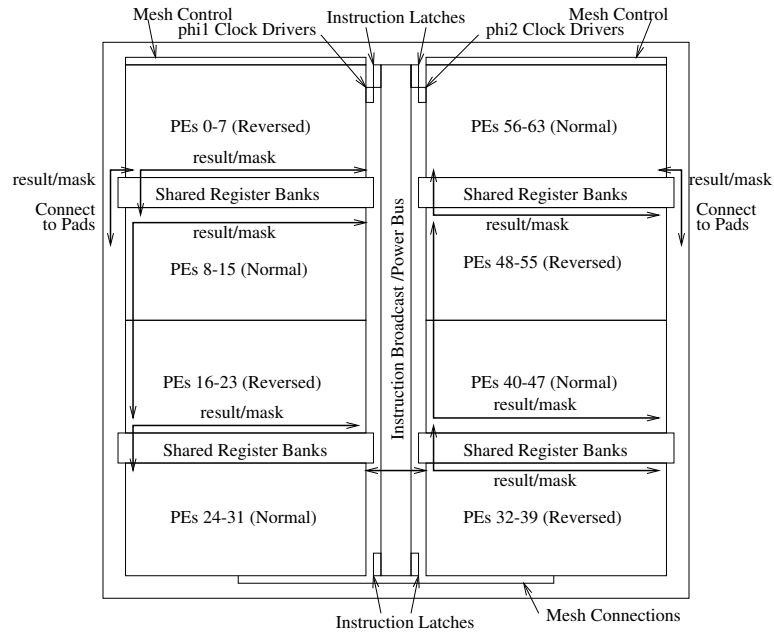 Mesh Control
Instruction Latches
Mesh Control
phi1 Clock Drivers
phi2 Clock Drivers
PEs 0-7 (Reversed)
PEs 56-63 (Normal)
result/mask
result/mask
result/mask
Connect
to Pads
Shared Register Banks
Shared Register Banks
Connect
to Pads
result/mask
result/mask
PEs 8-15 (Normal)
PEs 48-55 (Reversed)
Instruction Broadcast /Power Bus
PEs 16-23 (Reversed)
PEs 40-47 (Normal)
result/mask
result/mask
Shared Register Banks
Shared Register Banks
result/mask
PEs 24-31 (Normal)
PEs 32-39 (Reversed)
Instruction Latches
Mesh Connections